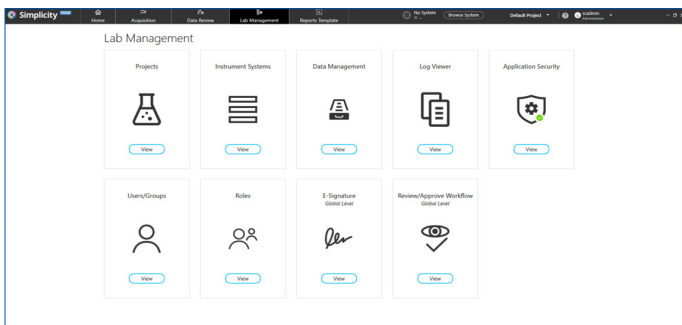 Simplicity
Home
Acquisition
Data Review
Lab Management
Reports Template
No System
Browse System
Default Project
scadmin
Administrator
Lab Management
Projects
Instrument Systems
Data Management
Log Viewer
Application Security
View
View
View
View
View
Users/Groups
Roles
E-Signature
Global Level
Review/Approve Workflow
Global Level
View
View
View
View